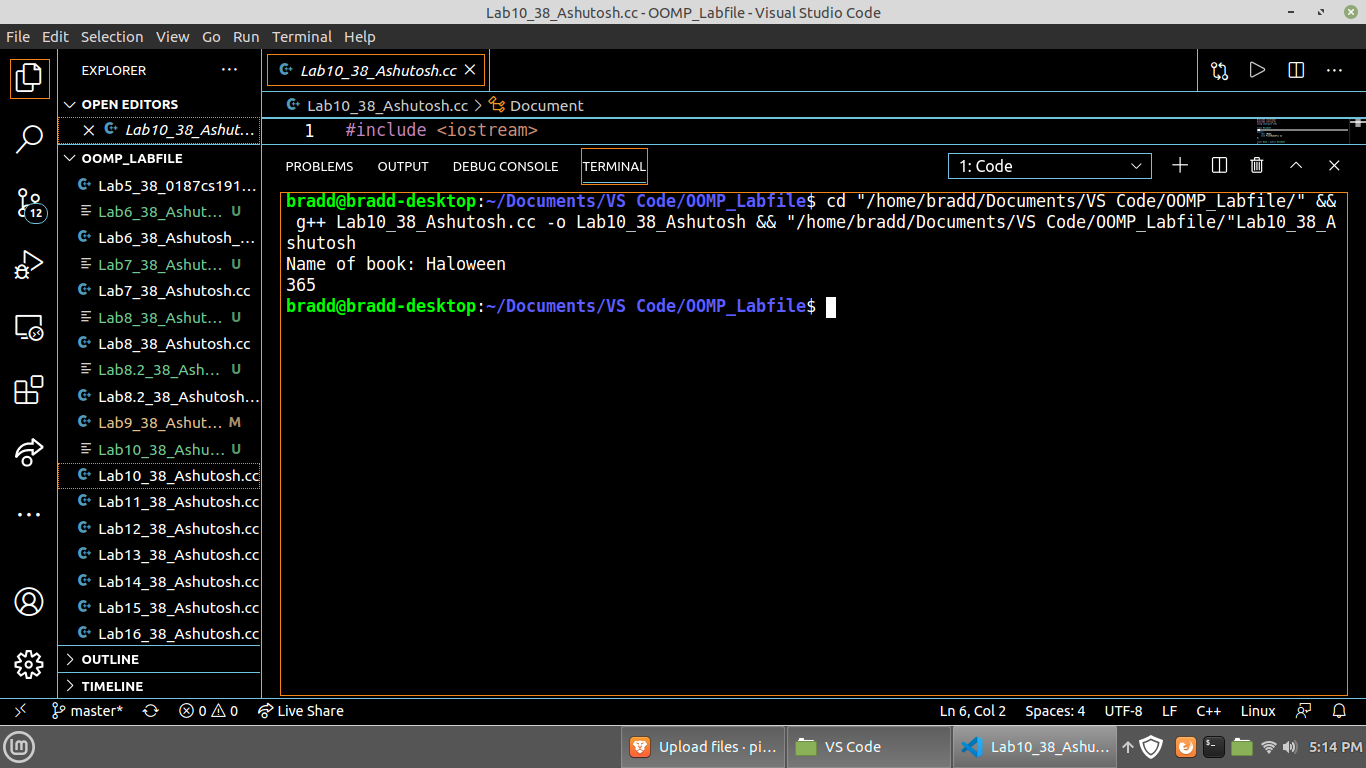 Lab10_38_Ashutosh.cc - OOMP_Labfile - Visual Studio Code
File Edit Selection View Go Run Terminal Help
EXPLORER ···
OPEN EDITORS
Lab10_38_Ashut...
OOMP_LABFILE
Lab5_38_0187cs191...
Lab6_38_Ashut... U
Lab6_38_Ashutosh_...
Lab7_38_Ashut... U
Lab7_38_Ashutosh.cc
Lab8_38_Ashut... U
Lab8_38_Ashutosh.cc
Lab8.2_38_Ash... U
Lab8.2_38_Ashutosh...
Lab9_38_Ashut... M
Lab10_38_Ashu... U
Lab10_38_Ashutosh.cc
Lab11_38_Ashutosh.cc
Lab12_38_Ashutosh.cc
Lab13_38_Ashutosh.cc
Lab14_38_Ashutosh.cc
Lab15_38_Ashutosh.cc
Lab16_38_Ashutosh.cc
OUTLINE
TIMELINE
12
Lab10_38_Ashutosh.cc
Lab10_38_Ashutosh.cc > Document
1 #include <iostream>
PROBLEMS OUTPUT DEBUG CONSOLE TERMINAL 1: Code
bradd@bradd-desktop:~/Documents/VS Code/OOMP_Labfile$ cd "/home/bradd/Documents/VS Code/OOMP_Labfile/" &&
g++ Lab10_38_Ashutosh.cc -o Lab10_38_Ashutosh && "/home/bradd/Documents/VS Code/OOMP_Labfile/"Lab10_38_A
shutosh
Name of book: Haloween
365
bradd@bradd-desktop:~/Documents/VS Code/OOMP_Labfile$
master* 0 0 Live Share Ln 6, Col 2 Spaces: 4 UTF-8 LF C++ Linux
Upload files · pi... VS Code Lab10_38_Ashu... 5:14 PM